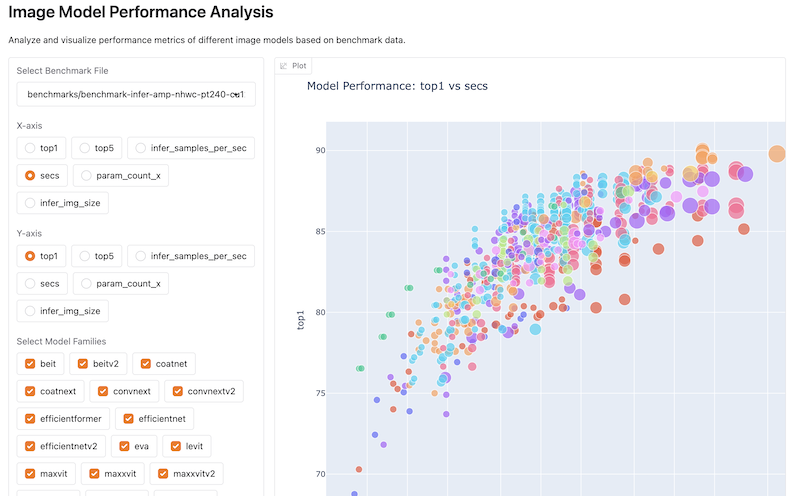 Image Model Performance Analysis
Analyze and visualize performance metrics of different image models based on benchmark data.
Select Benchmark File
benchmarks/benchmark-infer-amp-nhwc-pt240-cu1
X-axis
top1 top5 infer_samples_per_sec
secs param_count_x
infer_img_size
Y-axis
top1 top5 infer_samples_per_sec
secs param_count_x
infer_img_size
Select Model Families
beit beitv2 coatnet
coatnext convnext convnextv2
efficientformer efficientnet
efficientnetv2 eva levit
maxvit maxxvit maxxvitv2
Plot
Model Performance: top1 vs secs
90
85
80
75
70
top1